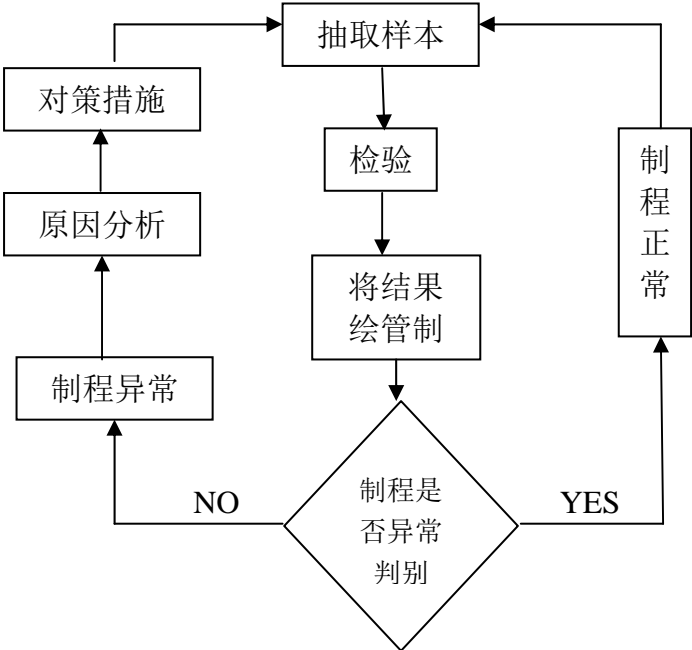 抽取样本
对策措施
检验
制
程
正
常
原因分析
将结果
绘管制
制程异常
制程是
否异常
判别
NO
YES